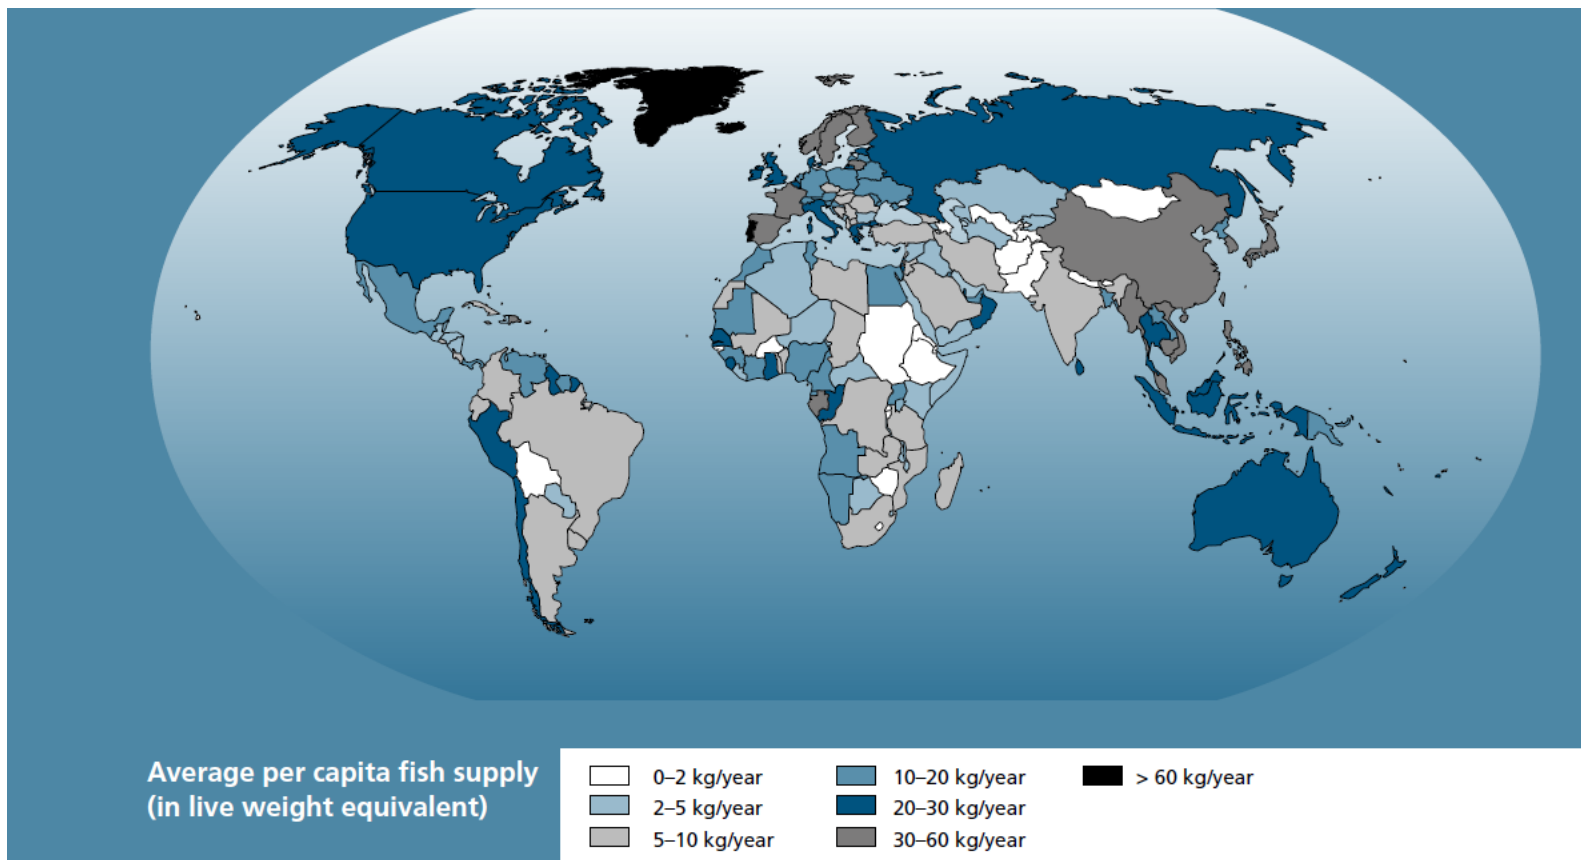 Average per capita fish supply
(in live weight equivalent)
0–2 kg/year
2–5 kg/year
5–10 kg/year
10–20 kg/year
20–30 kg/year
30–60 kg/year
> 60 kg/year